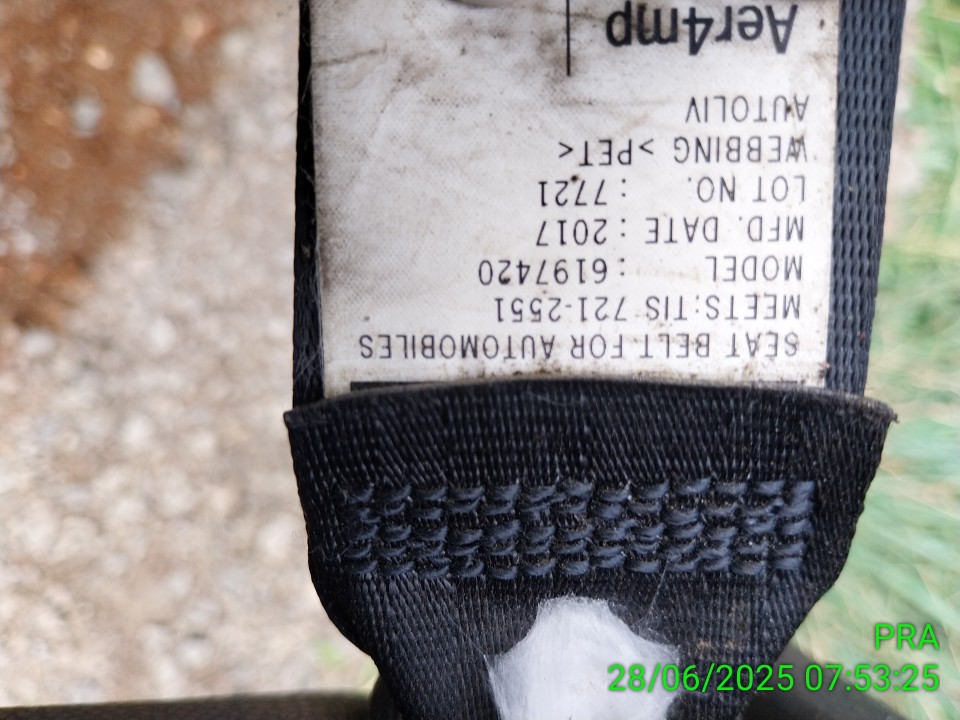 SEAT BELT FOR AUTOMOBILES
MEETS:TIS 721-2551
MODEL : 6197420
MFD. DATE : 2017
LOT NO. : 7721
WEBBING >PET<
AUTOLIV
Aer4mp
PRA
28/06/2025 07:53:25